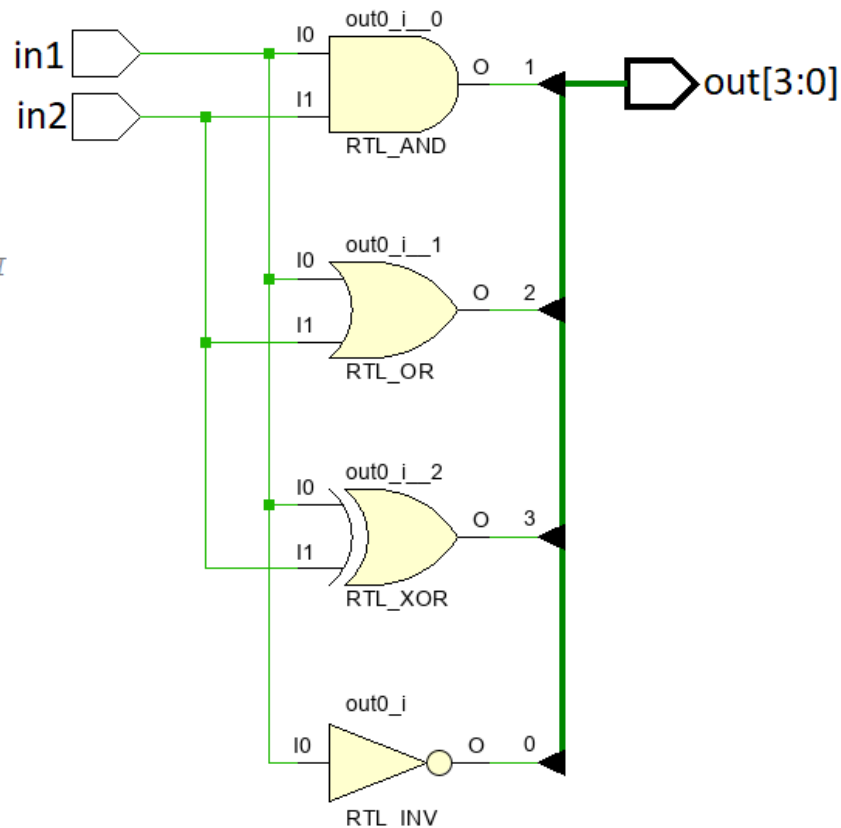 out0_i__0
in1
I0
O
1
out[3:0]
in2
I1
RTL_AND
out0_i__1
I0
O
2
I1
RTL_OR
out0_i__2
I0
O
3
I1
RTL_XOR
out0_i
I0
O
0
RTL_INV